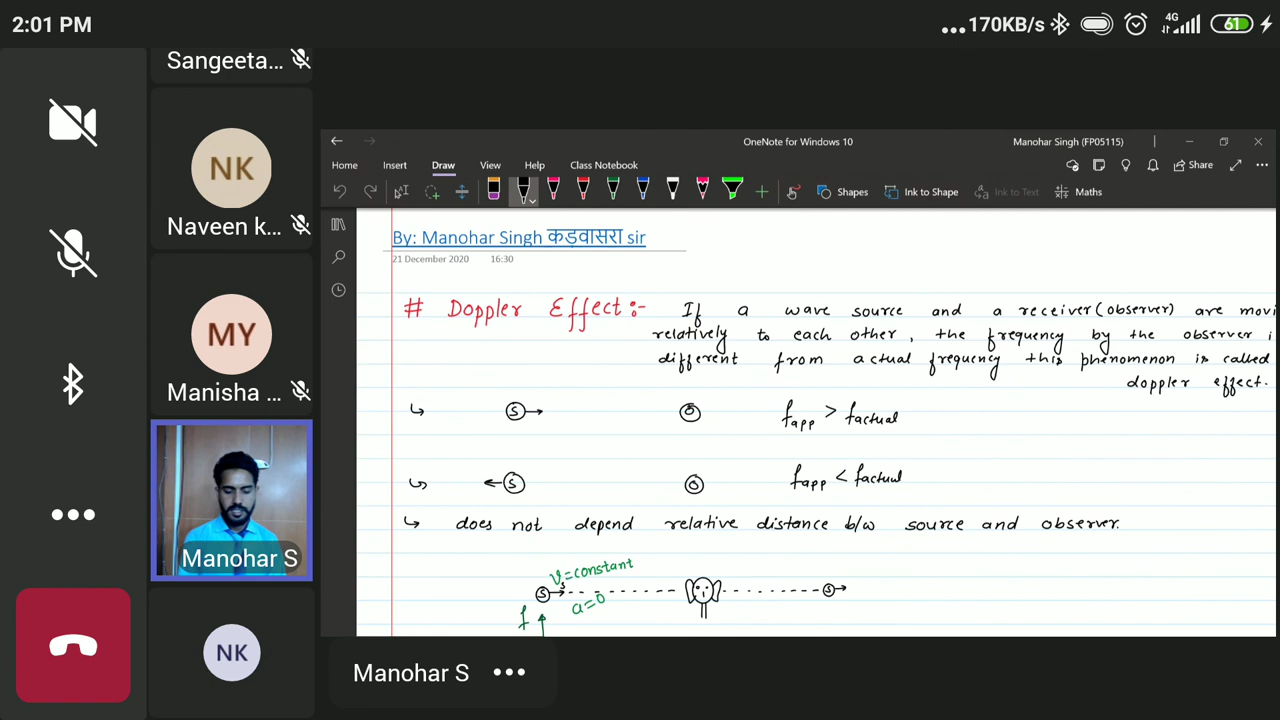 2:01 PM
...170KB/s 4G 61
Sangeeta...
NK
Naveen k...
MY
Manisha ...
Manohar S
NK
OneNote for Windows 10
Manohar Singh (FP05115)
Home Insert Draw View Help Class Notebook
Share
Shapes Ink to Shape Ink to Text Maths
By: Manohar Singh कड़वासरा sir
21 December 2020 16:30
# Doppler Effect:- If a wave source and a receiver(observer) are movi
relatively to each other, the frequency by the observer i
different from actual frequency this phenomenon is called
doppler effect.
S O fapp > factual
S O fapp < factual
does not depend relative distance b/w source and observer.
v=constant
S s S
a=0
f
Manohar S